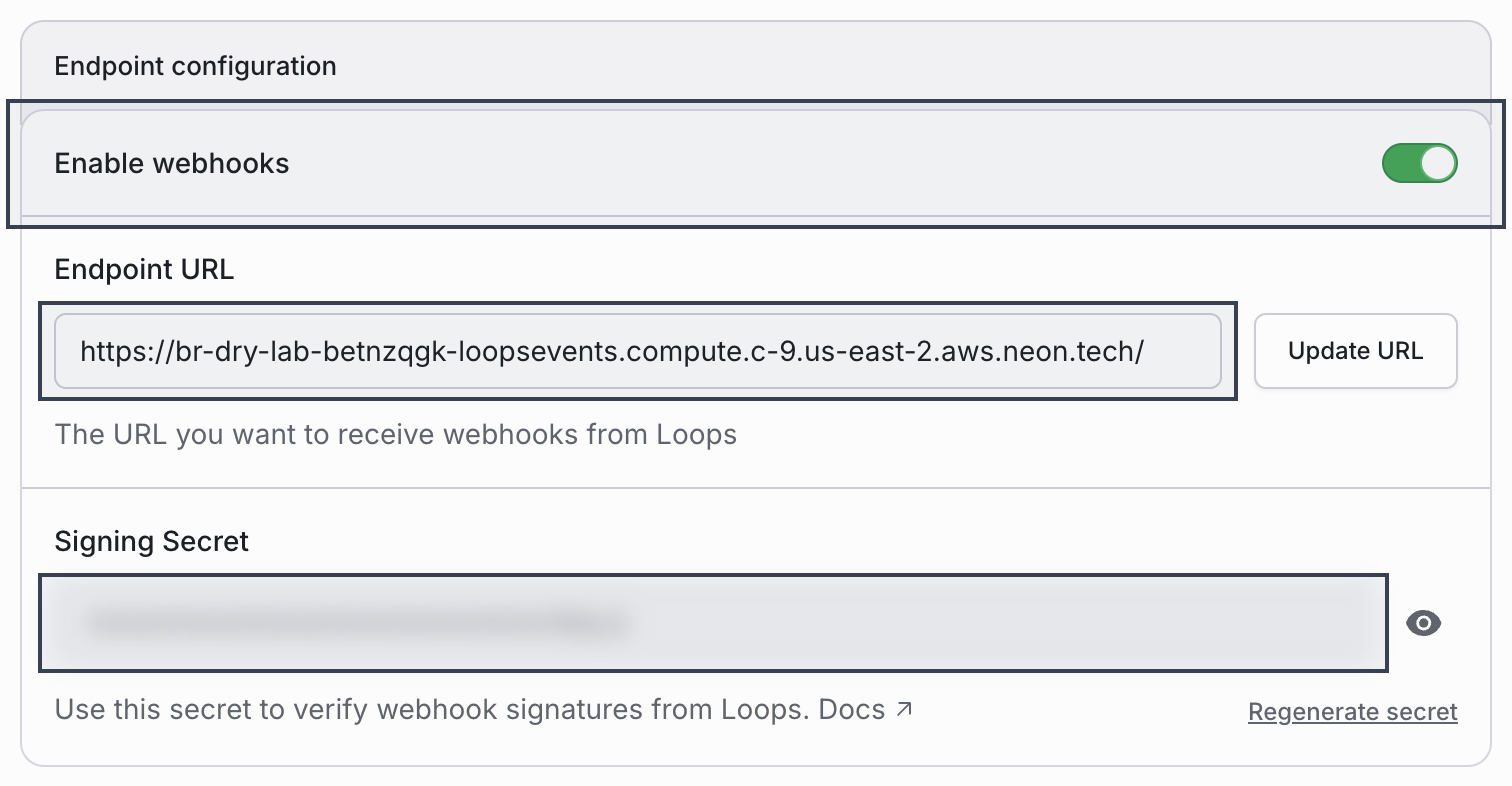 Endpoint configuration
Enable webhooks
Endpoint URL
https://br-dry-lab-betnzqgk-loopsevents.compute.c-9.us-east-2.aws.neon.tech/
Update URL
The URL you want to receive webhooks from Loops
Signing Secret
Use this secret to verify webhook signatures from Loops. Docs ↗
Regenerate secret